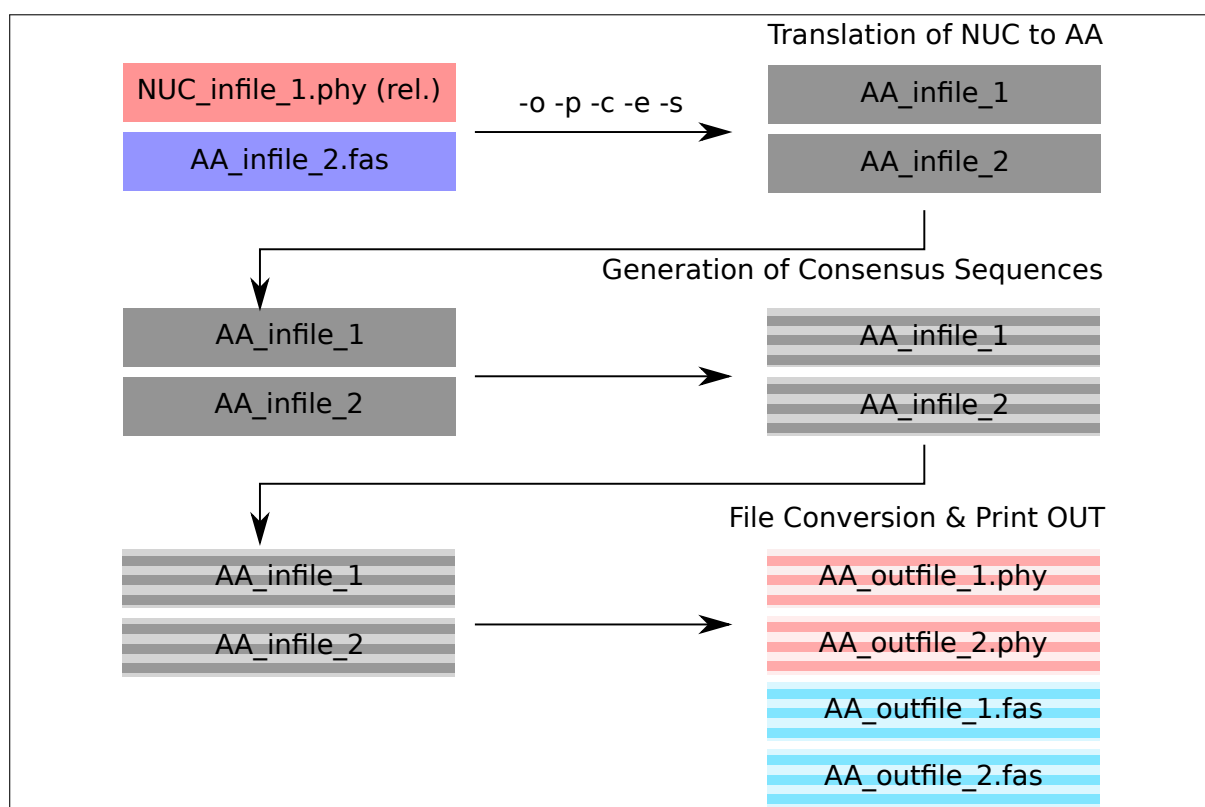 Translation of NUC to AA
NUC_infile_1.phy (rel.)
AA_infile_2.fas
-o -p -c -e -s
AA_infile_1
AA_infile_2
Generation of Consensus Sequences
AA_infile_1
AA_infile_2
AA_infile_1
AA_infile_2
File Conversion & Print OUT
AA_infile_1
AA_infile_2
AA_outfile_1.phy
AA_outfile_2.phy
AA_outfile_1.fas
AA_outfile_2.fas